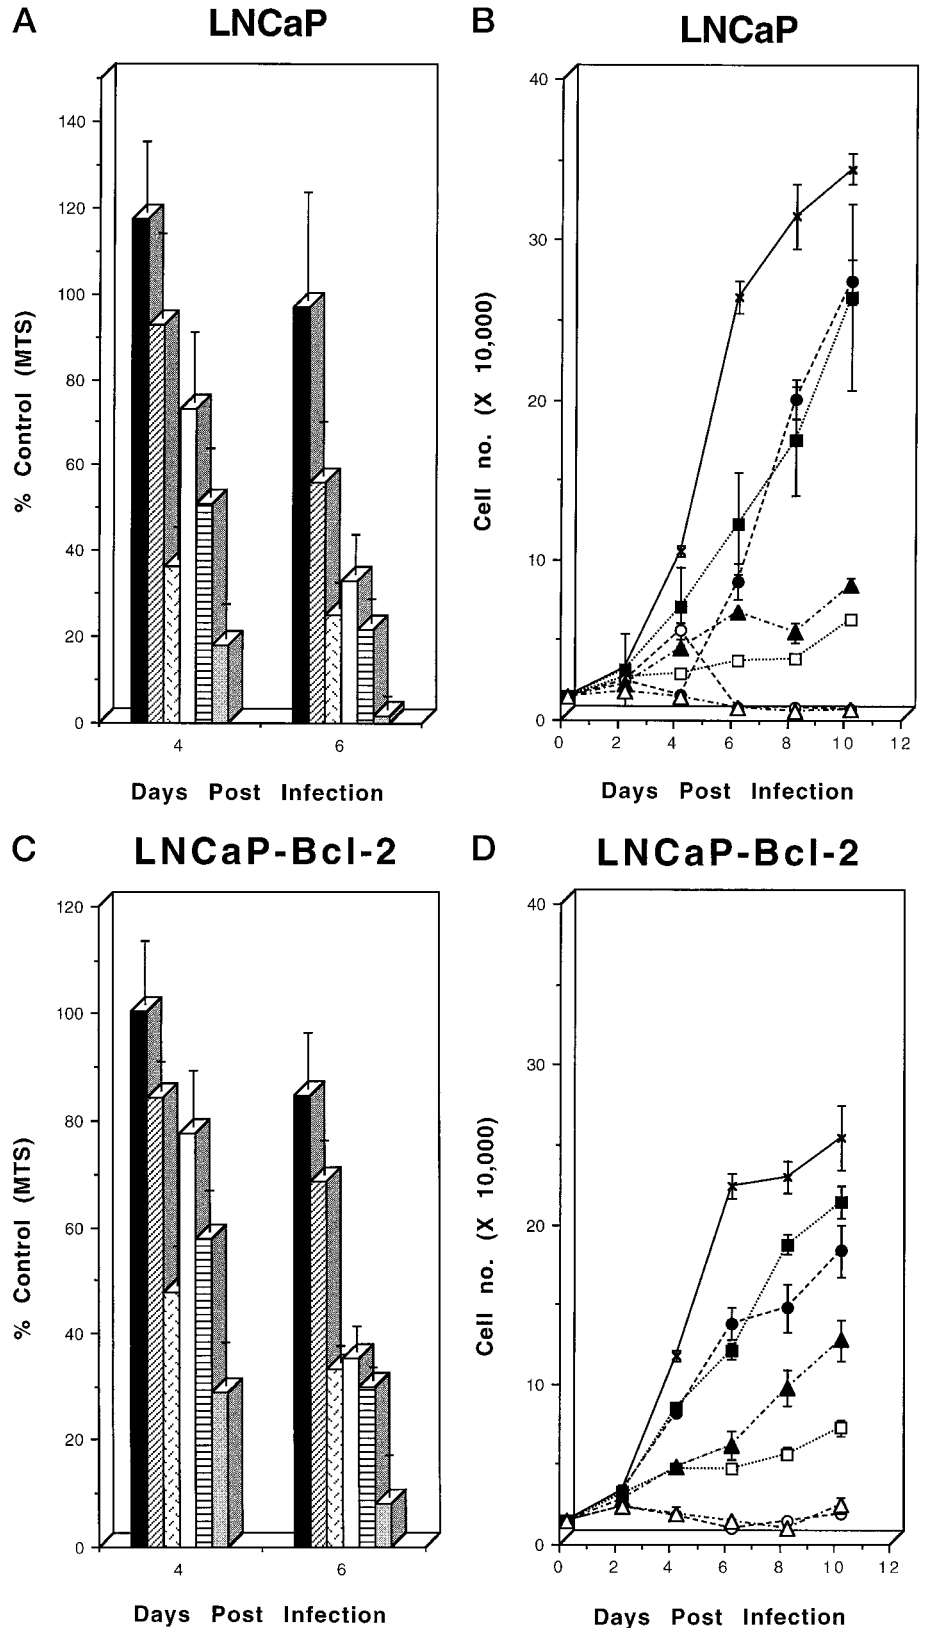 A
LNCaP
140
120
100
80
60
40
20
0
% Control (MTS)
4
6
Days Post Infection
B
LNCaP
40
30
20
10
0
Cell no. (X 10,000)
0
2
4
6
8
10
12
Days Post Infection
C
LNCaP-Bcl-2
120
100
80
60
40
20
0
% Control (MTS)
4
6
Days Post Infection
D
LNCaP-Bcl-2
40
30
20
10
0
Cell no. (X 10,000)
0
2
4
6
8
10
12
Days Post Infection